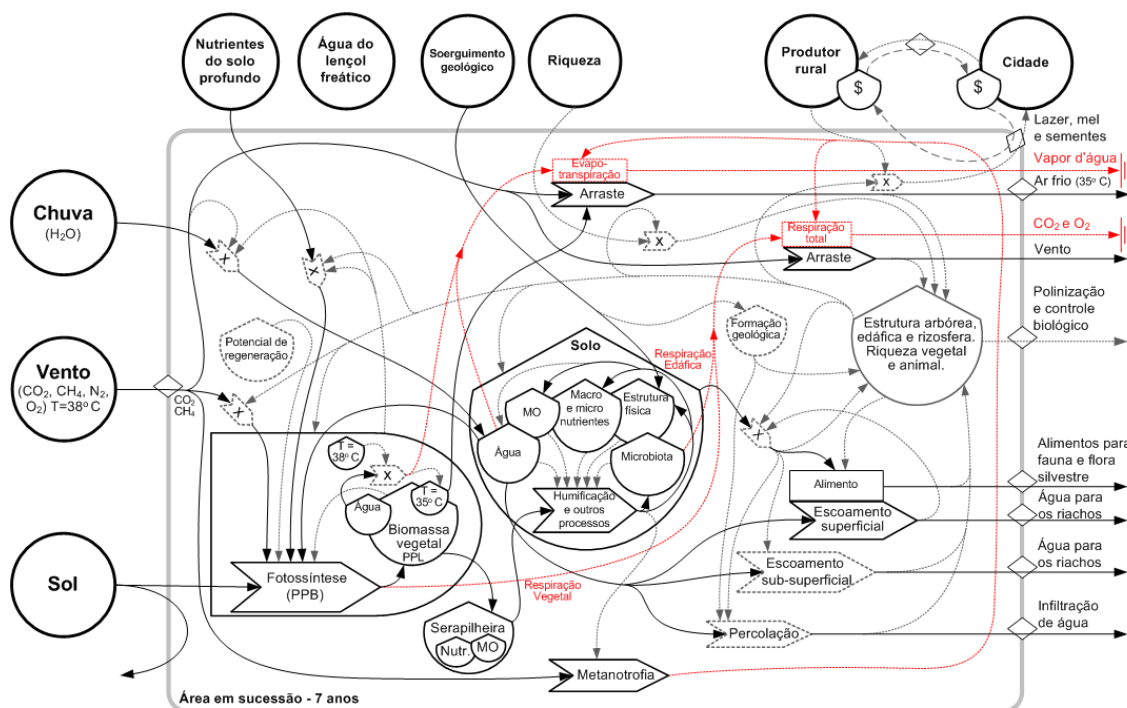 Nutrientes
do solo
profundo
Água do
lençol
freático
Soerguimento
geológico
Riqueza
Produtor
rural
Cidade
$
$
Lazer, mel
e sementes
Vapor d'água
Ar frio (35º C)
Evapo-
transpiração
Arraste
X
Chuva
(H₂O)
X
X
X
Respiração
total
Arraste
CO₂ e O₂
Vento
Polinização
e controle
biológico
Potencial de
regeneração
Formação
geológica
Estrutura arbórea,
edáfica e rizosfera.
Riqueza vegetal
e animal.
Solo
Respiração
Edáfica
Vento
(CO₂, CH₄, N₂,
O₂) T=38º C
CO₂
CH₄
X
MO
Macro
e micro
nutrientes
Estrutura
física
Água
Microbiota
X
T =
38º C
X
T =
35º C
Água
Biomassa
vegetal
PPL
Humificação
e outros
processos
Alimento
Escoamento
superficial
Alimentos para
fauna e flora
silvestre
Água para
os riachos
Sol
Fotossíntese
(PPB)
Respiração
Vegetal
Escoamento
sub-superficial
Água para
os riachos
Serapilheira
Nutr.
MO
Percolação
Infiltração
de água
Metanotrofia
Área em sucessão - 7 anos